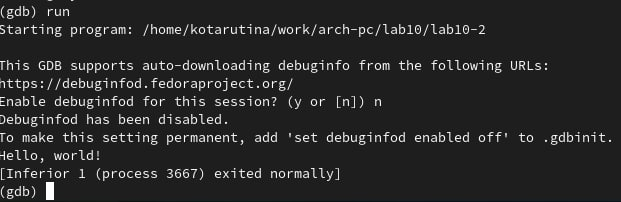 (gdb) run
Starting program: /home/kotarutina/work/arch-pc/lab10/lab10-2
This GDB supports auto-downloading debuginfo from the following URLs:
https://debuginfod.fedoraproject.org/
Enable debuginfod for this session? (y or [n]) n
Debuginfod has been disabled.
To make this setting permanent, add 'set debuginfod enabled off' to .gdbinit.
Hello, world!
[Inferior 1 (process 3667) exited normally]
(gdb)